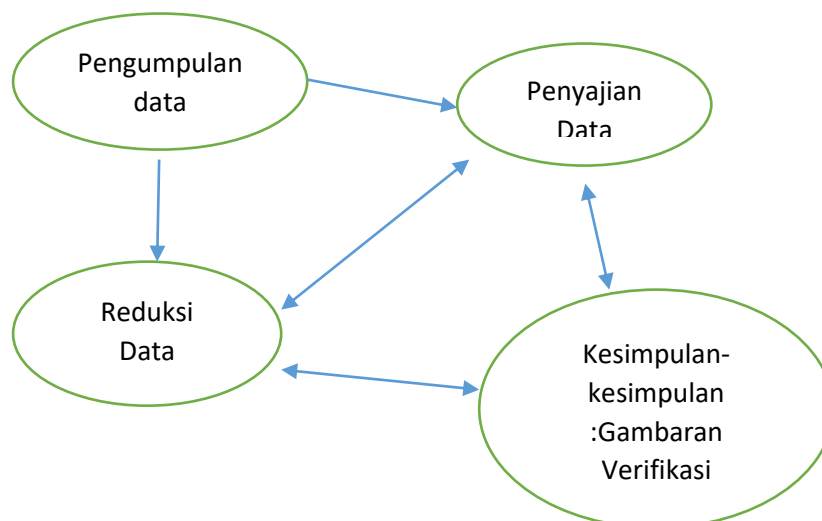 Pengumpulan
data
Penyajian
Data
Reduksi
Data
Kesimpulan-
kesimpulan
:Gambaran
Verifikasi